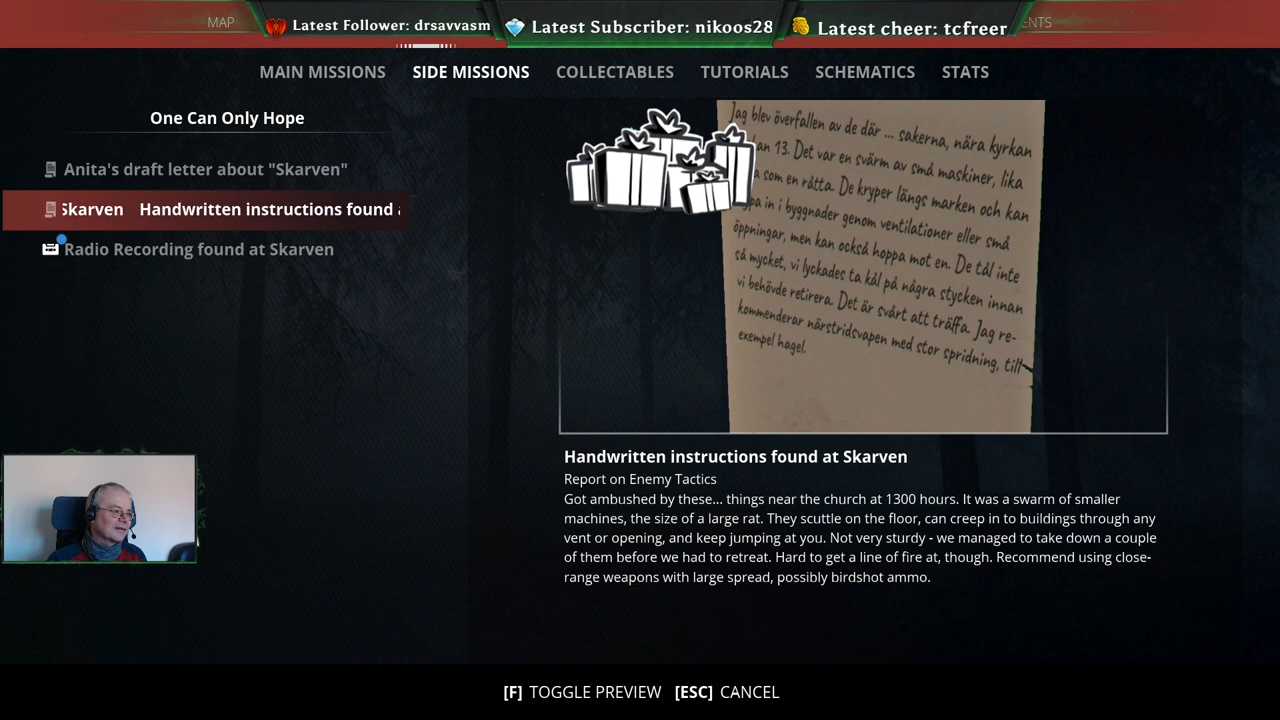 MAP
Latest Follower: drsavvasm
Latest Subscriber: nikoos28
Latest cheer: tcfreer
ENTS
MAIN MISSIONS
SIDE MISSIONS
COLLECTABLES
TUTORIALS
SCHEMATICS
STATS
One Can Only Hope
Anita's draft letter about "Skarven"
Skarven Handwritten instructions found
Radio Recording found at Skarven
Jag blev överfallen av de där ... sakerna, nära kyrkan
an 13. Det var en svärm av små maskiner, lika
a som en råtta. De kryper längs marken och kan
pa in i byggnader genom ventilationer eller små
öppningar, men kan också hoppa mot en. De tål inte
så mycket, vi lyckades ta kål på några stycken innan
vi behövde retirera. Det är svårt att träffa. Jag re-
kommenderar närstridsvapen med stor spridning, till
exempel hagel.
Handwritten instructions found at Skarven
Report on Enemy Tactics
Got ambushed by these... things near the church at 1300 hours. It was a swarm of smaller
machines, the size of a large rat. They scuttle on the floor, can creep in to buildings through any
vent or opening, and keep jumping at you. Not very sturdy - we managed to take down a couple
of them before we had to retreat. Hard to get a line of fire at, though. Recommend using close-
range weapons with large spread, possibly birdshot ammo.
[F] TOGGLE PREVIEW [ESC] CANCEL